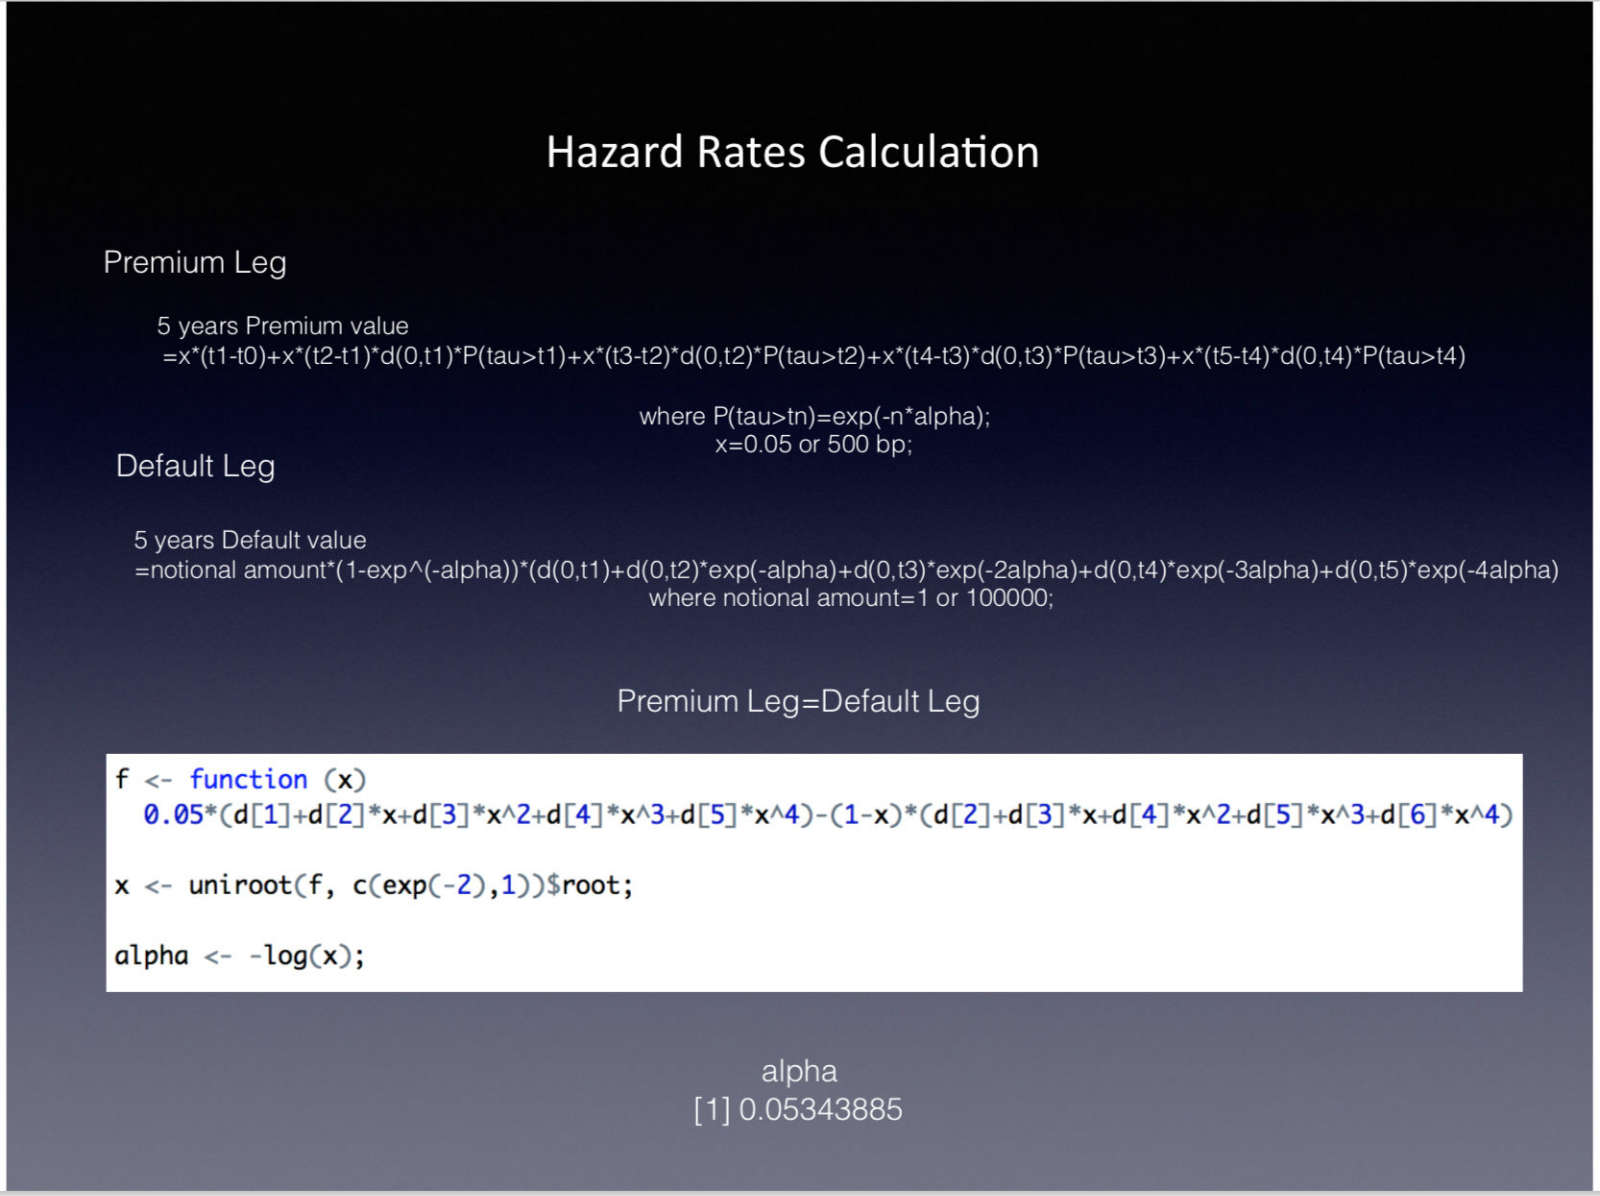 Hazard Rates Calculation
Premium Leg
5 years Premium value
=x*(t1-t0)+x*(t2-t1)*d(0,t1)*P(tau>t1)+x*(t3-t2)*d(0,t2)*P(tau>t2)+x*(t4-t3)*d(0,t3)*P(tau>t3)+x*(t5-t4)*d(0,t4)*P(tau>t4)
where P(tau>tn)=exp(-n*alpha);
x=0.05 or 500 bp;
Default Leg
5 years Default value
=notional amount*(1-exp^(-alpha))*(d(0,t1)+d(0,t2)*exp(-alpha)+d(0,t3)*exp(-2alpha)+d(0,t4)*exp(-3alpha)+d(0,t5)*exp(-4alpha)
where notional amount=1 or 100000;
Premium Leg=Default Leg
f <- function (x)
0.05*(d[1]+d[2]*x+d[3]*x^2+d[4]*x^3+d[5]*x^4)-(1-x)*(d[2]+d[3]*x+d[4]*x^2+d[5]*x^3+d[6]*x^4)
x <- uniroot(f, c(exp(-2),1))$root;
alpha <- -log(x);
alpha
[1] 0.05343885